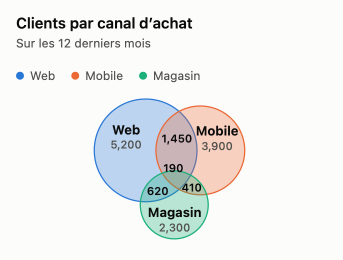 Clients par canal d’achat
Sur les 12 derniers mois
Web Mobile Magasin
Web
5,200
1,450
Mobile
3,900
190
620
410
Magasin
2,300